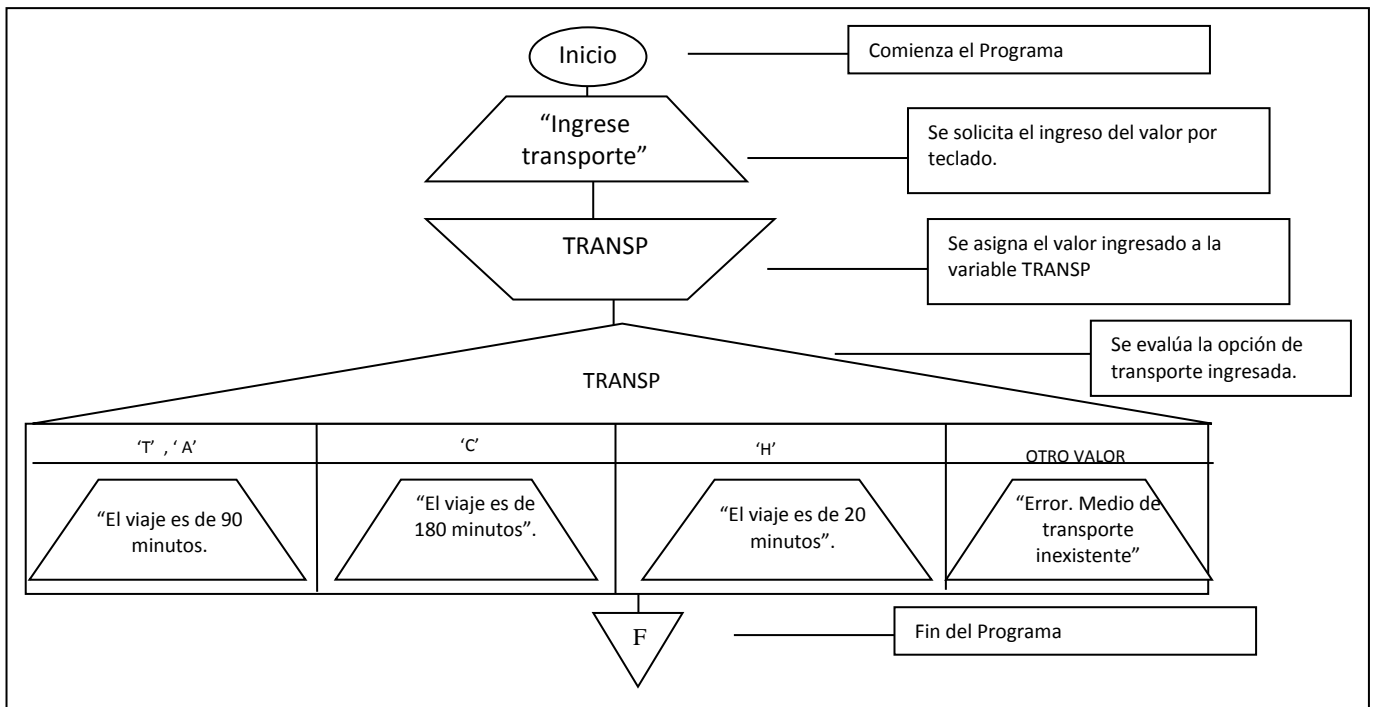 Inicio
Comienza el Programa
“Ingrese
transporte”
Se solicita el ingreso del valor por
teclado.
TRANSP
Se asigna el valor ingresado a la
variable TRANSP
Se evalúa la opción de
transporte ingresada.
TRANSP
‘T’ , ‘ A’
‘C’
‘H’
OTRO VALOR
“El viaje es de 90
minutos.
“El viaje es de
180 minutos”.
“El viaje es de 20
minutos”.
“Error. Medio de
transporte
inexistente”
F
Fin del Programa